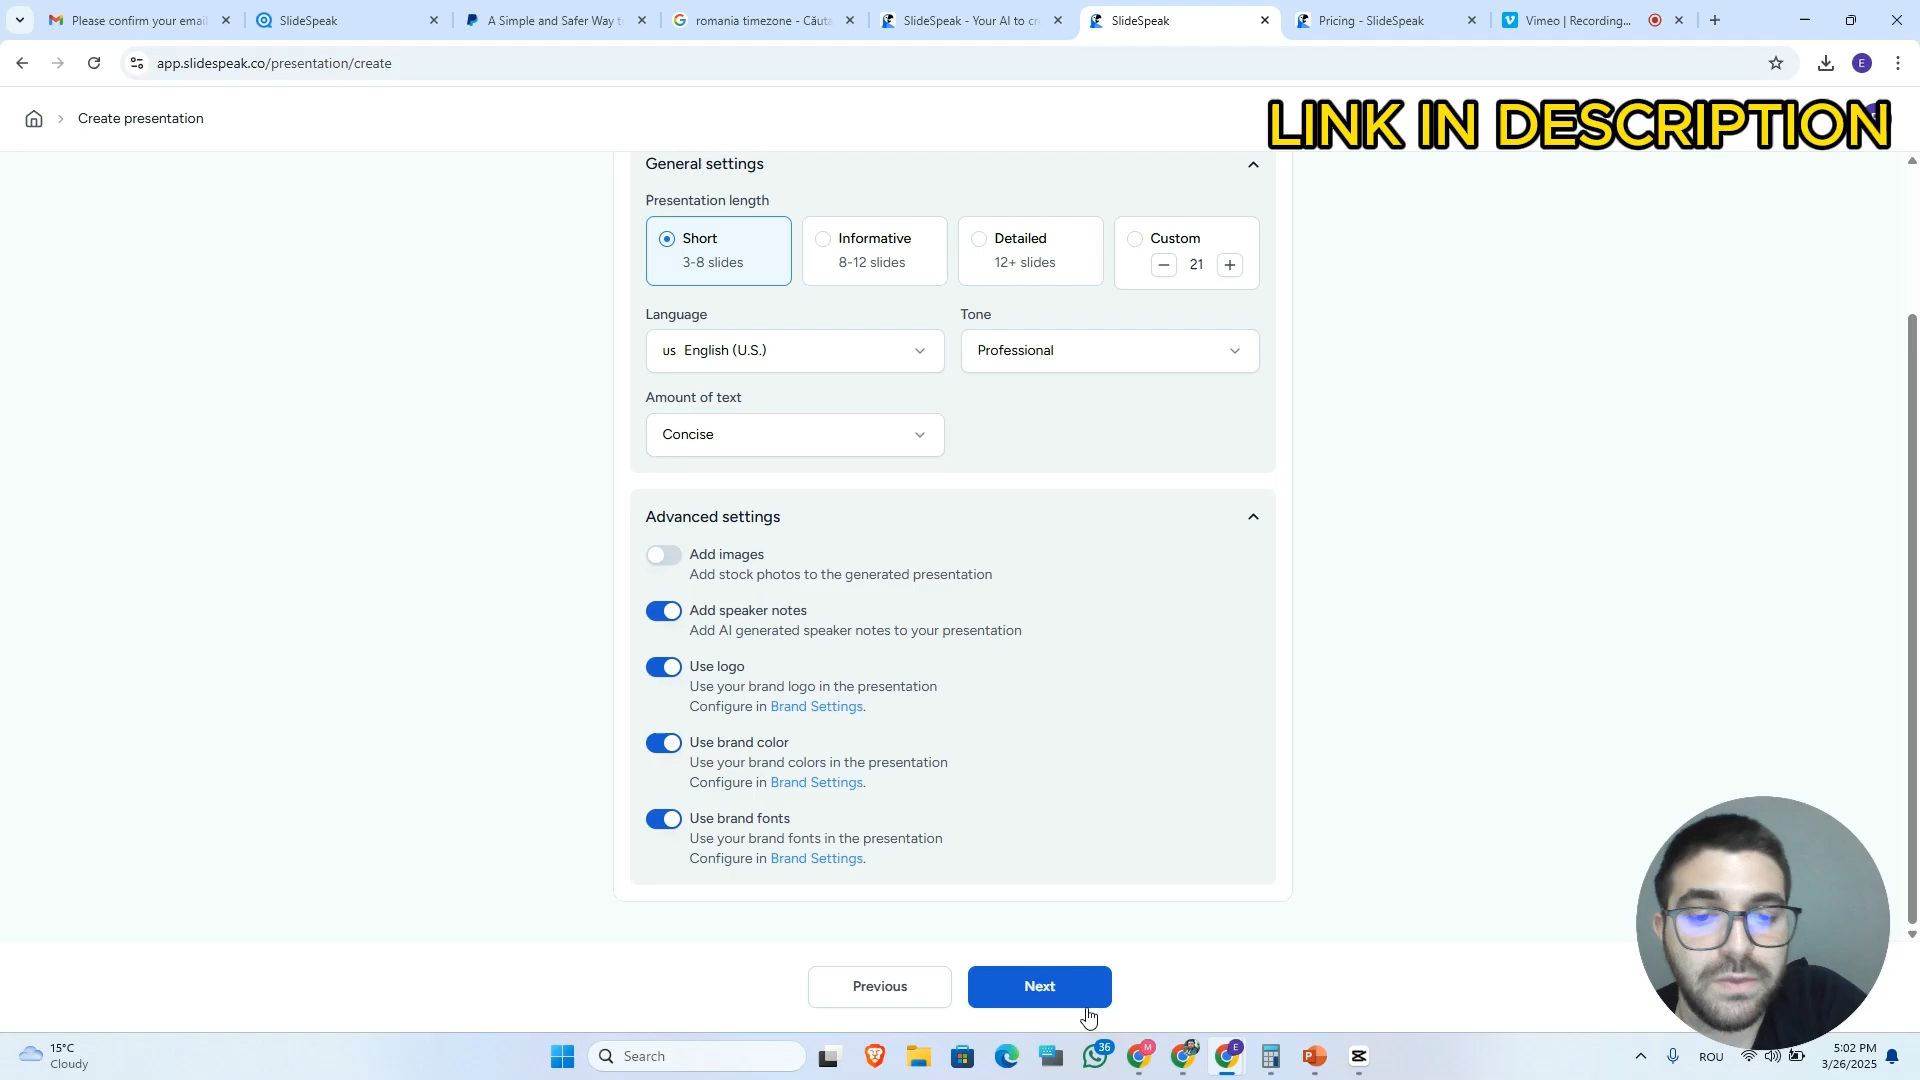 Please confirm your email
SlideSpeak
A Simple and Safer Way to
romania timezone - Căuta
SlideSpeak - Your AI to cr
SlideSpeak
Pricing - SlideSpeak
Vimeo | Recording...
app.slidespeak.co/presentation/create
E
Create presentation
LINK IN DESCRIPTION
General settings
Presentation length
Short
3-8 slides
Informative
8-12 slides
Detailed
12+ slides
Custom
21
Language
Tone
us English (U.S.)
Professional
Amount of text
Concise
Advanced settings
Add images
Add stock photos to the generated presentation
Add speaker notes
Add AI generated speaker notes to your presentation
Use logo
Use your brand logo in the presentation
Configure in Brand Settings.
Use brand color
Use your brand colors in the presentation
Configure in Brand Settings.
Use brand fonts
Use your brand fonts in the presentation
Configure in Brand Settings.
Previous
Next
15°C
Cloudy
Search
36
M
E
ROU
5:02 PM
3/26/2025